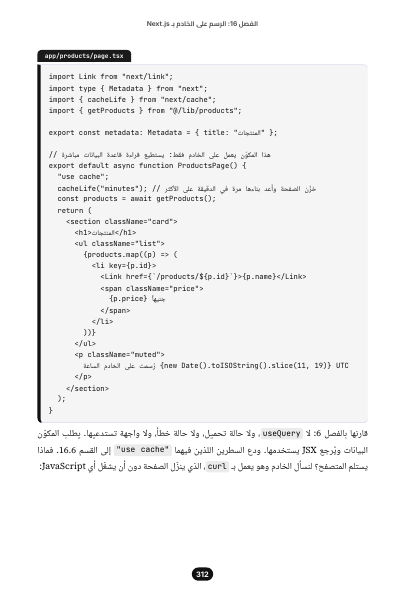 الفصل 16: الرسم على الخادم بـ Next.js
app/products/page.tsx
import Link from "next/link";
import type { Metadata } from "next";
import { cacheLife } from "next/cache";
import { getProducts } from "@/lib/products";
export const metadata: Metadata = { title: "المنتجات" };
// هذا المكوّن يعمل على الخادم فقط: يستطيع قراءة قاعدة البيانات مباشرة
export default async function ProductsPage() {
"use cache";
cacheLife("minutes"); // خزّن الصفحة وأعد بناءها مرة في الدقيقة على الأكثر
const products = await getProducts();
return (
<section className="card">
<h1>المنتجات</h1>
<ul className="list">
{products.map((p) => (
<li key={p.id}>
<Link href={`/products/${p.id}`}>{p.name}</Link>
<span className="price">
{p.price} جنيهاً
</span>
</li>
))}
</ul>
<p className="muted">
رُسمت على الخادم الساعة {new Date().toISOString().slice(11, 19)} UTC
</p>
</section>
);
}
قارنها بالفصل 6: لا useQuery، ولا حالة تحميل، ولا حالة خطأ، ولا واجهة تستدعيها. يطلب المكوّن
البيانات ويُرجع JSX يستخدمها. ودع السطرين اللذين فيهما "use cache" إلى القسم 16.6. فماذا
يستلم المتصفح؟ لنسأل الخادم وهو يعمل بـ curl، الذي ينزّل الصفحة دون أن يشغّل أي JavaScript:
312